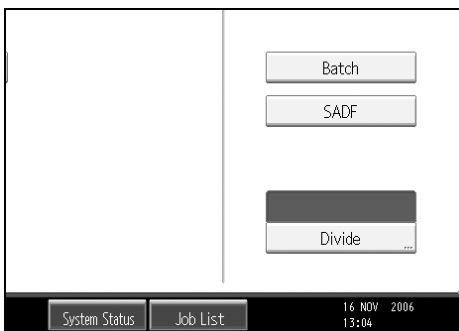 Batch
SADF
Divide
...
System Status Job List 16 NOV 2006
13:04